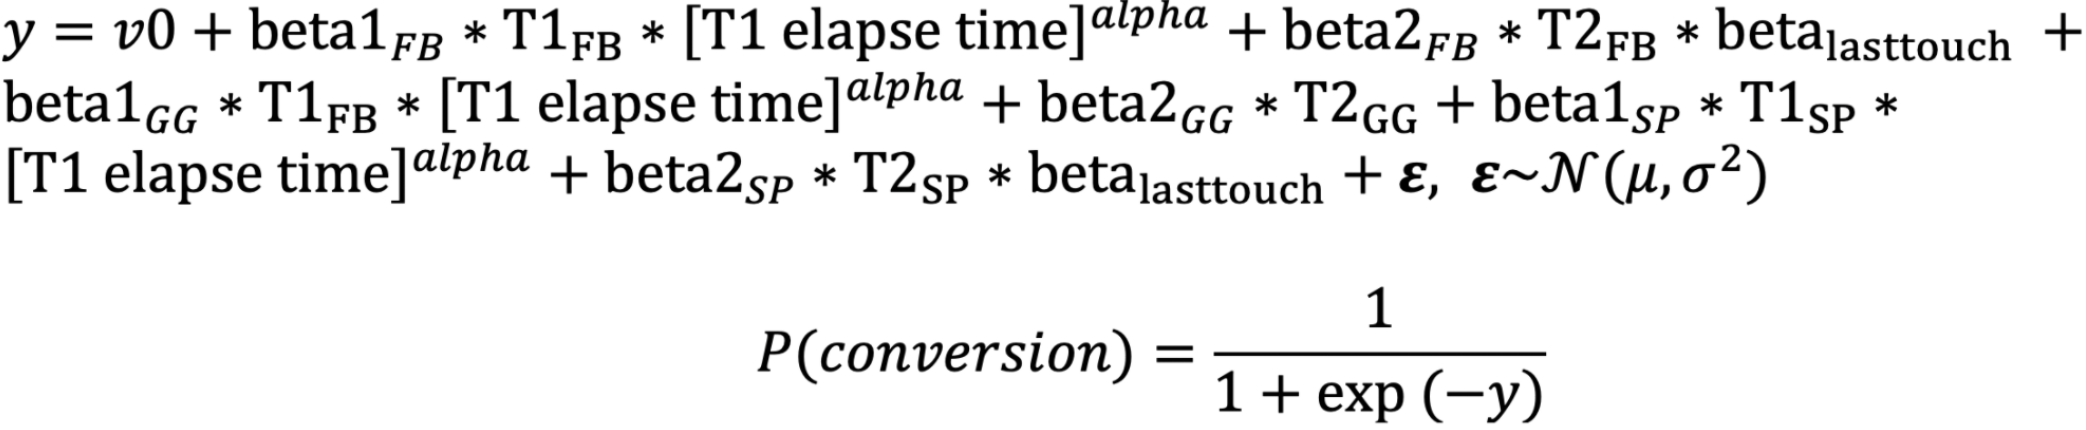 y = v0 + beta1_FB * T1_FB * [T1 elapse time]^alpha + beta2_FB * T2_FB * beta_lasttouch +
beta1_GG * T1_FB * [T1 elapse time]^alpha + beta2_GG * T2_GG + beta1_SP * T1_SP *
[T1 elapse time]^alpha + beta2_SP * T2_SP * beta_lasttouch + ε, ε~𝒩(μ, σ²)
P(conversion) = 1 / (1 + exp (−y))